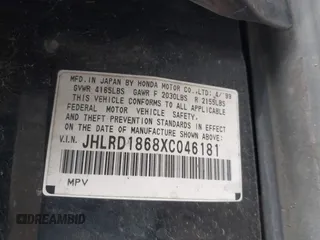 MFD. IN JAPAN BY HONDA MOTOR CO., LTD. 4/99
GVWR 4165LBS GAWR F 2030LBS R 2155LBS
THIS VEHICLE CONFORMS TO ALL APPLICABLE
FEDERAL MOTOR VEHICLE SAFETY,
AND THEFT PREVENTION STANDARDS IN EFFECT
ON THE DATE OF MANUFACTURE SHOWN ABOVE:
V.I.N. JHLRD1868XC046181
MPV
DREAMBID